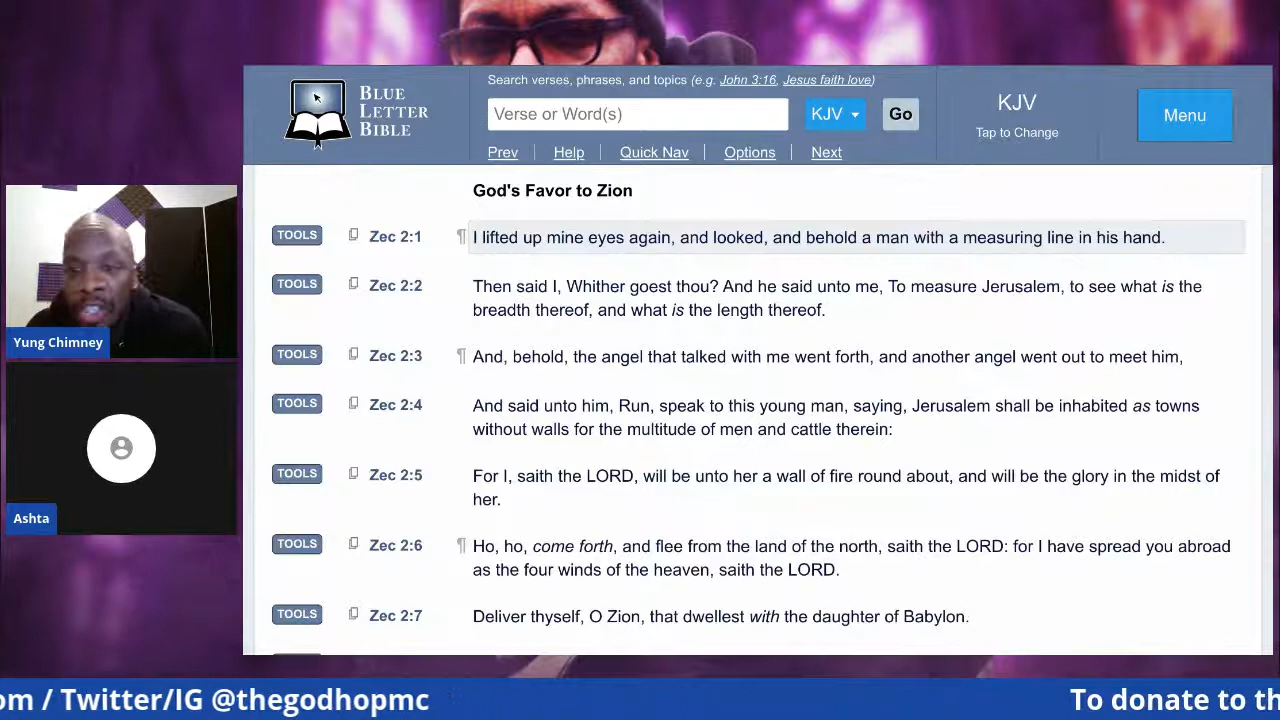 Search verses, phrases, and topics (e.g. John 3:16, Jesus faith love)
BLUE
LETTER
BIBLE
Verse or Word(s)
KJV
Go
KJV
Tap to Change
Menu
Prev
Help
Quick Nav
Options
Next
God's Favor to Zion
TOOLS Zec 2:1 ¶ I lifted up mine eyes again, and looked, and behold a man with a measuring line in his hand.
TOOLS Zec 2:2 Then said I, Whither goest thou? And he said unto me, To measure Jerusalem, to see what is the
breadth thereof, and what is the length thereof.
TOOLS Zec 2:3 ¶ And, behold, the angel that talked with me went forth, and another angel went out to meet him,
TOOLS Zec 2:4 And said unto him, Run, speak to this young man, saying, Jerusalem shall be inhabited as towns
without walls for the multitude of men and cattle therein:
TOOLS Zec 2:5 For I, saith the LORD, will be unto her a wall of fire round about, and will be the glory in the midst of
her.
TOOLS Zec 2:6 ¶ Ho, ho, come forth, and flee from the land of the north, saith the LORD: for I have spread you abroad
as the four winds of the heaven, saith the LORD.
TOOLS Zec 2:7 Deliver thyself, O Zion, that dwellest with the daughter of Babylon.
Yung Chimney
Ashta
om / Twitter/IG @thegodhopmc
To donate to th